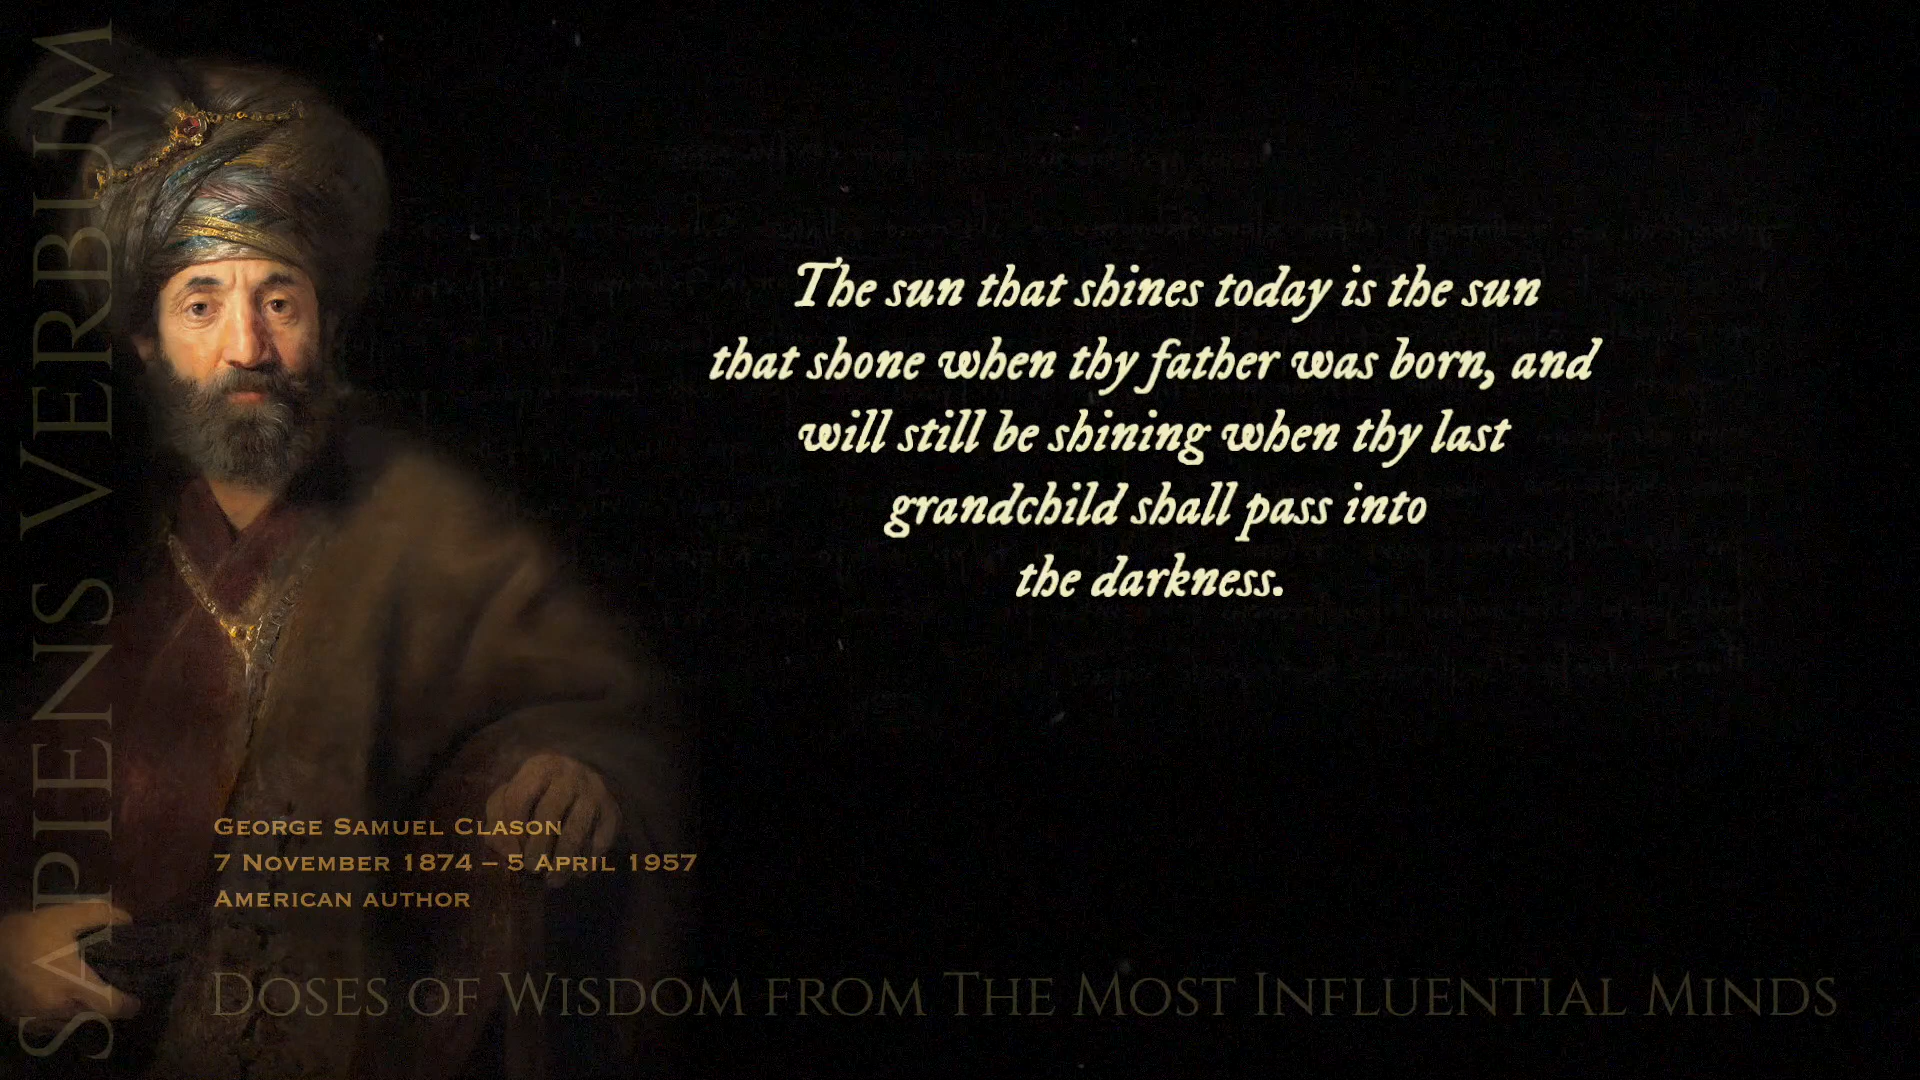 SAPIENS VERBUM
The sun that shines today is the sun
that shone when thy father was born, and
will still be shining when thy last
grandchild shall pass into
the darkness.
George Samuel Clason
7 November 1874 – 5 April 1957
American author
Doses of Wisdom from The Most Influential Minds